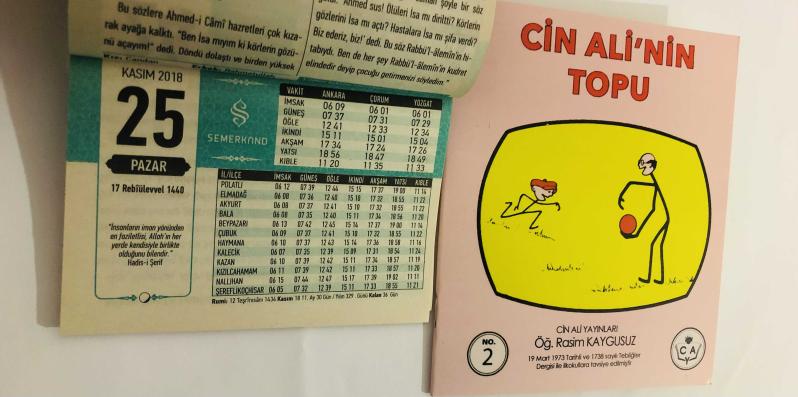 Bu sözlere Ahmed-i Câmî hazretleri çok kıza-
rak ayağa kalktı. "Ben İsa mıyım ki körlerin gözü-
nü açayım!" dedi. Döndü dolaştı ve birden yüksek
şöyle bir söz
"Ahmed sus! Ölüleri İsa mı diriltti? Körlerin
gözlerini İsa mı açtı? Hastalara İsa mı şifa verdi?
Biz ederiz, biz!' dedi. Bu söz Rabbü'l-âlemîn'in hi-
tabıydı. Ben de her şey Rabbü'l-âlemîn'in kudret
elindedir deyip çocuğu getirmenizi söyledim."
KASIM 2018
25
PAZAR
17 Rebîülevvel 1440
"İnsanların iman yönünden
en faziletlisi, Allah'ın her
yerde kendisiyle birlikte
olduğunu bilendir."
Hadis-i Şerif
SEMERKAND
VAKİT ANKARA ÇORUM YOZGAT
İMSAK 06 09 06 01 06 01
GÜNEŞ 07 37 07 31 07 29
ÖĞLE 12 41 12 33 12 34
İKİNDİ 15 11 15 01 15 04
AKŞAM 17 34 17 24 17 26
YATSI 18 56 18 47 18 49
KIBLE 11 20 11 35 11 33
İL/İLÇE İMSAK GÜNEŞ ÖĞLE İKİNDİ AKŞAM YATSI KIBLE
POLATLI 06 12 07 39 12 44 15 15 17 37 19 00 11 14
ELMADAĞ 06 08 07 36 12 40 15 10 17 32 18 55 11 22
AKYURT 06 08 07 37 12 40 15 10 17 32 18 55 11 22
BALA 06 08 07 35 12 40 15 11 17 34 18 56 11 20
BEYPAZARI 06 13 07 42 12 45 15 14 17 37 19 00 11 14
ÇUBUK 06 09 07 37 12 41 15 10 17 32 18 55 11 22
HAYMANA 06 10 07 37 12 43 15 14 17 36 18 58 11 16
KALECİK 06 07 07 35 12 39 15 09 17 31 18 54 11 24
KAZAN 06 10 07 39 12 42 15 11 17 34 18 57 11 19
KIZILCAHAMAM 06 11 07 39 12 42 15 11 17 33 18 57 11 20
NALLIHAN 06 15 07 44 12 47 15 17 17 39 19 02 11 11
ŞEREFLİKOÇHİSAR 06 05 07 32 12 39 15 11 17 33 18 55 11 21
Rumi: 12 Teşrînisânî 1434 Kasım 18 11. Ay 30 Gün / Yılın 329 . Günü Kalan 36 Gün
CİN ALİ'NİN
TOPU
CİN ALİ YAYINLARI
Öğ. Rasim KAYGUSUZ
19 Mart 1973 Tarihli ve 1738 sayılı Tebliğler
Dergisi ile ilkokullara tavsiye edilmiştir
NO.
2
C A Y